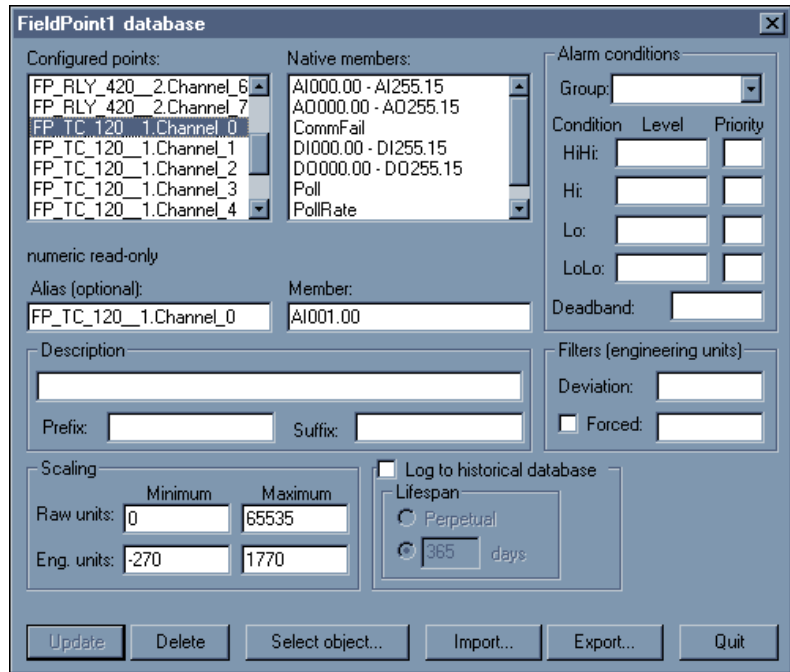 FieldPoint1 database
Configured points:
FP_RLY_420__2.Channel_6
FP_RLY_420__2.Channel_7
FP_TC_120__1.Channel_0
FP_TC_120__1.Channel_1
FP_TC_120__1.Channel_2
FP_TC_120__1.Channel_3
FP_TC_120__1.Channel_4
Native members:
AI000.00 - AI255.15
AO000.00 - AO255.15
CommFail
DI000.00 - DI255.15
DO000.00 - DO255.15
Poll
PollRate
Alarm conditions
Group:
Condition Level Priority
HiHi:
Hi:
Lo:
LoLo:
Deadband:
numeric read-only
Alias (optional):
FP_TC_120__1.Channel_0
Member:
AI001.00
Description
Prefix:
Suffix:
Filters (engineering units)
Deviation:
Forced:
Scaling
Minimum Maximum
Raw units: 0 65535
Eng. units: -270 1770
Log to historical database
Lifespan
Perpetual
365 days
Update Delete Select object... Import... Export... Quit